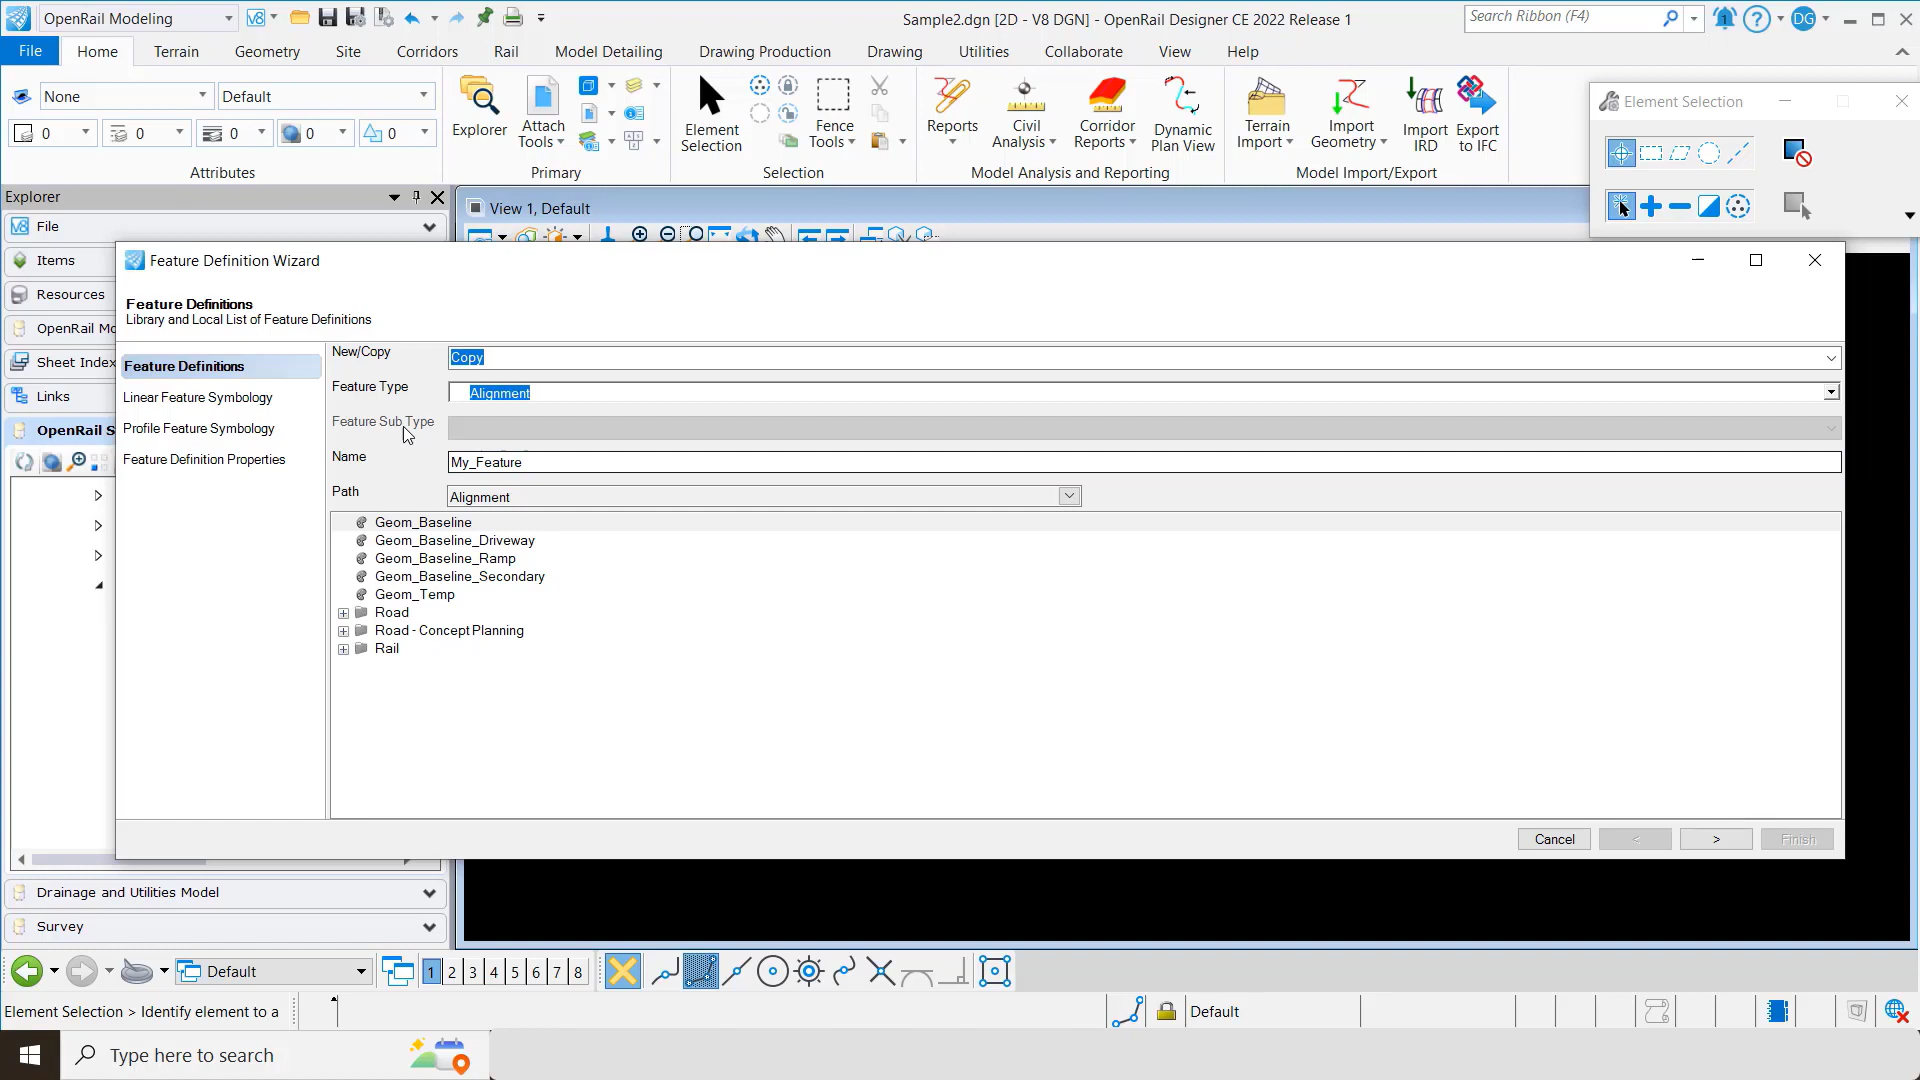 OpenRail Modeling
V8
Sample2.dgn [2D - V8 DGN] - OpenRail Designer CE 2022 Release 1
Search Ribbon (F4)
1
?
DG
File
Home
Terrain
Geometry
Site
Corridors
Rail
Model Detailing
Drawing Production
Drawing
Utilities
Collaborate
View
Help
None
Default
0
0
0
0
0
Attributes
Explorer
Attach Tools
Primary
Element Selection
Fence Tools
Selection
Reports
Civil Analysis
Corridor Reports
Dynamic Plan View
Model Analysis and Reporting
Terrain Import
Import Geometry
Import IRD
Export to IFC
Model Import/Export
Element Selection
Explorer
File
Items
Resources
OpenRail Mo
Sheet Index
Links
OpenRail S
Drainage and Utilities Model
Survey
View 1, Default
Feature Definition Wizard
Feature Definitions
Library and Local List of Feature Definitions
Feature Definitions
Linear Feature Symbology
Profile Feature Symbology
Feature Definition Properties
New/Copy
Copy
Feature Type
Alignment
Feature Sub Type
Name
My_Feature
Path
Alignment
Geom_Baseline
Geom_Baseline_Driveway
Geom_Baseline_Ramp
Geom_Baseline_Secondary
Geom_Temp
Road
Road - Concept Planning
Rail
Cancel
<
>
Finish
Default
1 2 3 4 5 6 7 8
Element Selection > Identify element to a
Default
Type here to search